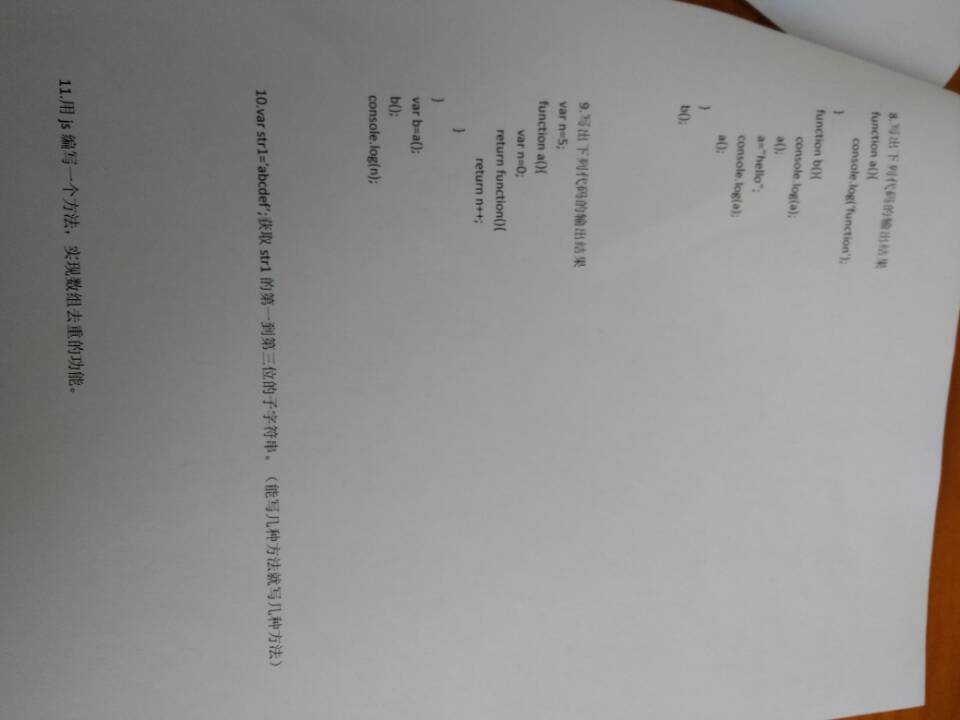 8.写出下列代码的输出结果
function a(){
console.log('function');
}
function b(){
console.log(a);
a();
a="hello";
console.log(a);
a();
}
b();
9.写出下列代码的输出结果
var n=5;
function a(){
var n=0;
return function(){
return n++;
}
}
var b=a();
b();
console.log(n);
10.var str1='abcdef';获取 str1 的第一到第三位的子字符串。（能写几种方法就写几种方法）
11.用 js 编写一个方法，实现数组去重的功能。